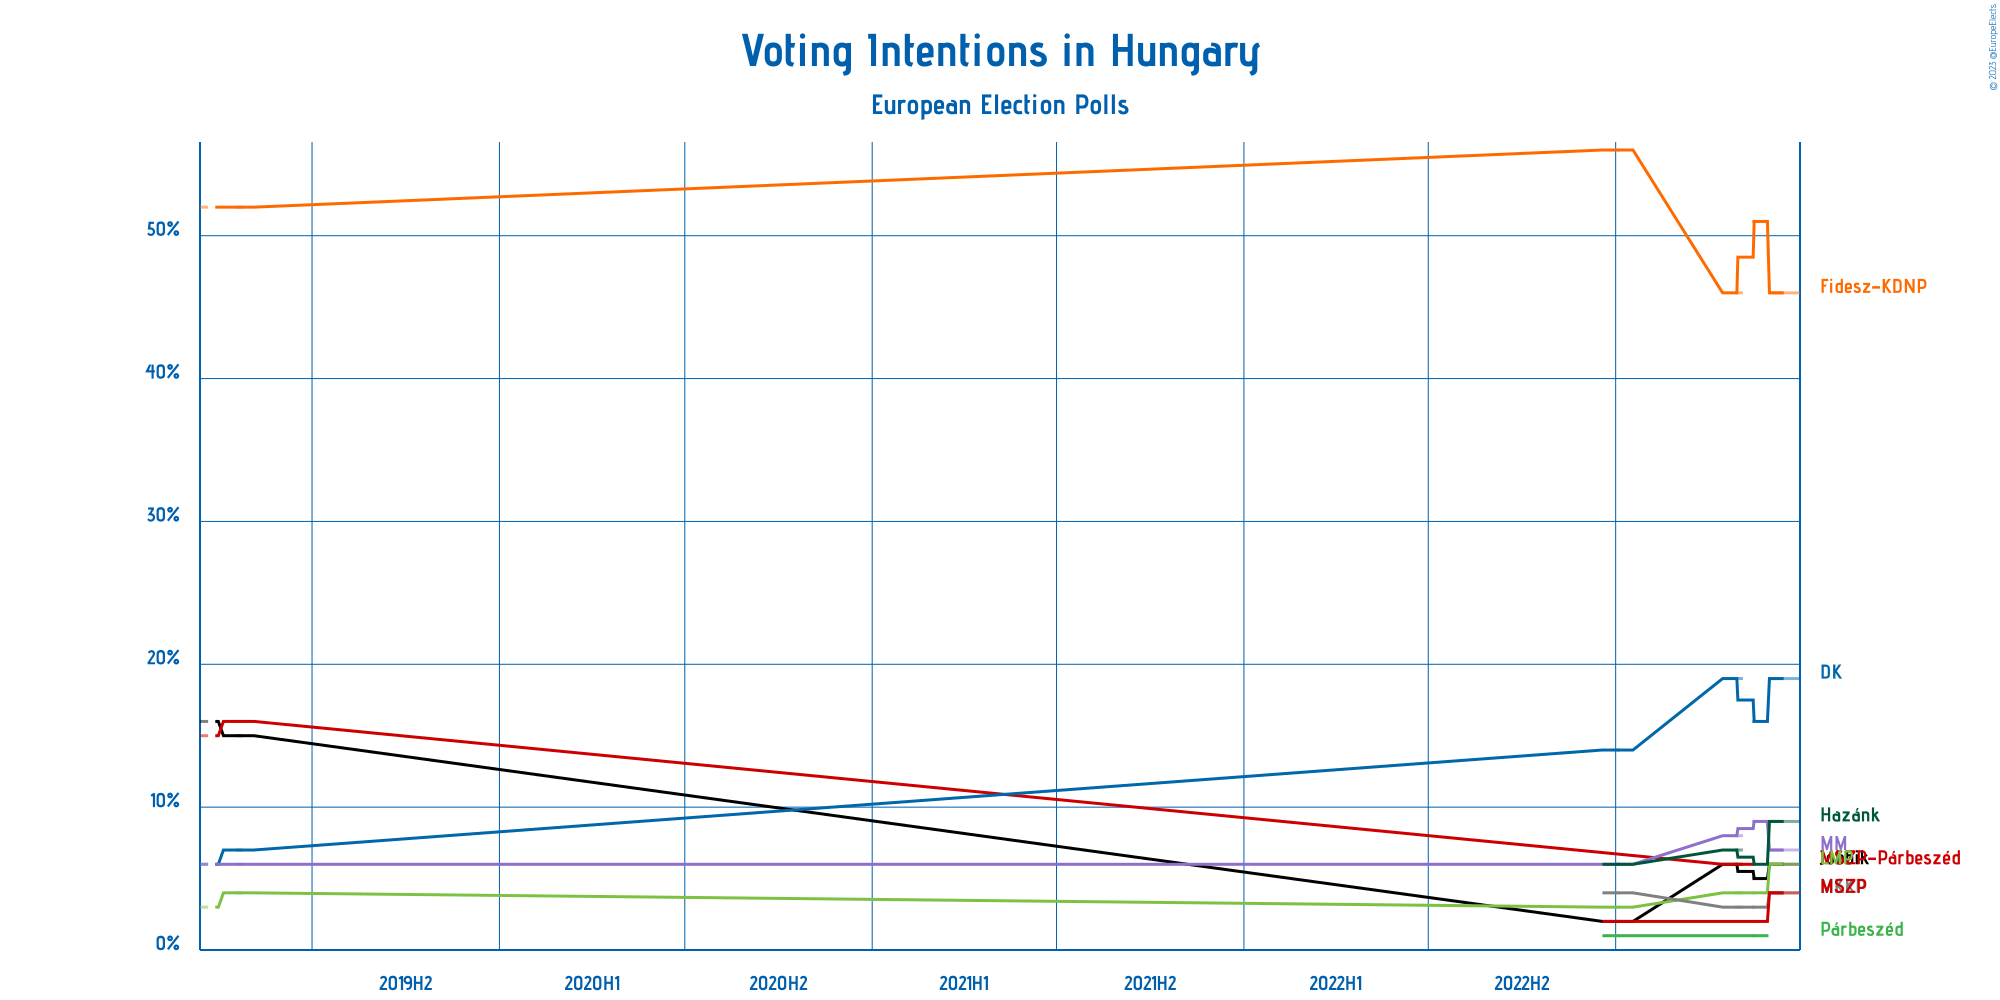 © 2023 @EuropeElects
Voting Intentions in Hungary
European Election Polls
50%
40%
30%
20%
10%
0%
Fidesz-KDNP
DK
Hazánk
MM
MSZP-Párbeszéd
MSZP
Párbeszéd
2019H2
2020H1
2020H2
2021H1
2021H2
2022H1
2022H2